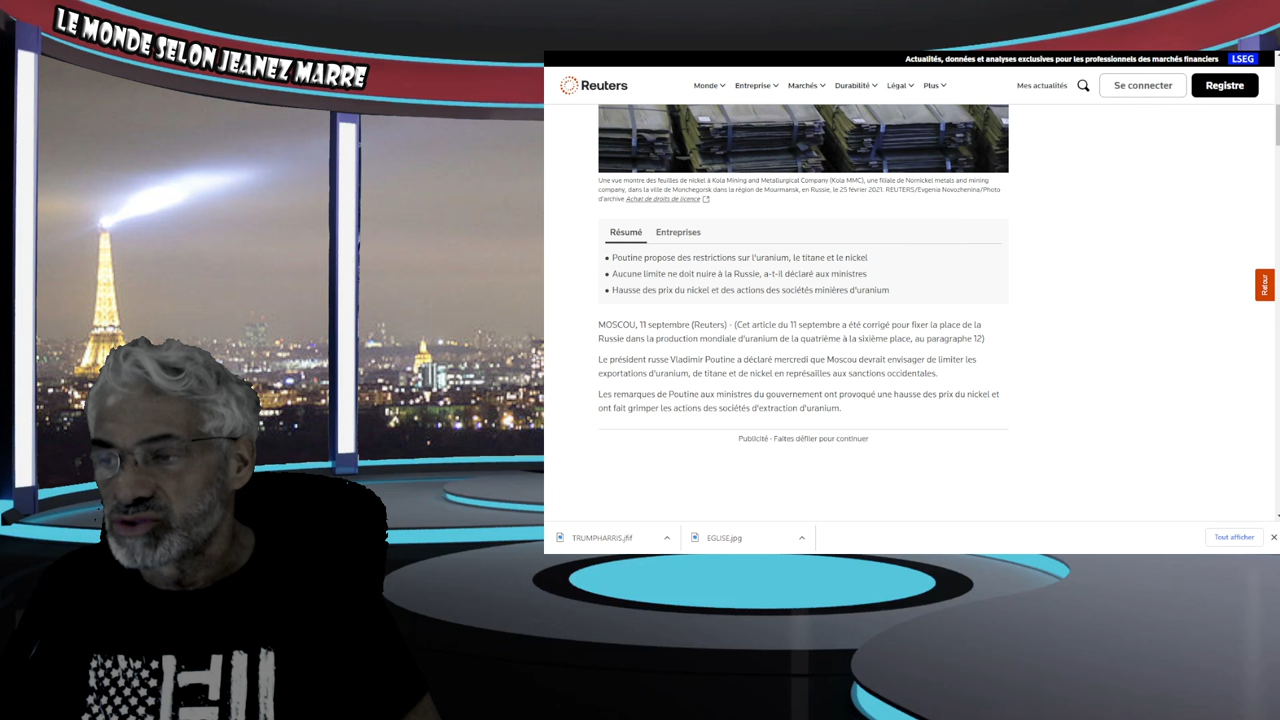 LE MONDE SELON JEANEZ MARRE
Actualités, données et analyses exclusives pour les professionnels des marchés financiers LSEG
Reuters Monde Entreprise Marchés Durabilité Légal Plus Mes actualités Se connecter Registre
Une vue montre des feuilles de nickel à Kola Mining and Metallurgical Company (Kola MMC), une filiale de Nornickel metals and mining
company, dans la ville de Monchegorsk dans la région de Mourmansk, en Russie, le 25 février 2021. REUTERS/Evgenia Novozhenina/Photo
d'archive Achat de droits de licence
Résumé Entreprises
• Poutine propose des restrictions sur l'uranium, le titane et le nickel
• Aucune limite ne doit nuire à la Russie, a-t-il déclaré aux ministres
• Hausse des prix du nickel et des actions des sociétés minières d'uranium
Retour
MOSCOU, 11 septembre (Reuters) - (Cet article du 11 septembre a été corrigé pour fixer la place de la
Russie dans la production mondiale d'uranium de la quatrième à la sixième place, au paragraphe 12)
Le président russe Vladimir Poutine a déclaré mercredi que Moscou devrait envisager de limiter les
exportations d'uranium, de titane et de nickel en représailles aux sanctions occidentales.
Les remarques de Poutine aux ministres du gouvernement ont provoqué une hausse des prix du nickel et
ont fait grimper les actions des sociétés d'extraction d'uranium.
Publicité · Faites défiler pour continuer
TRUMPHARRIS.jfif EGLISE.jpg Tout afficher